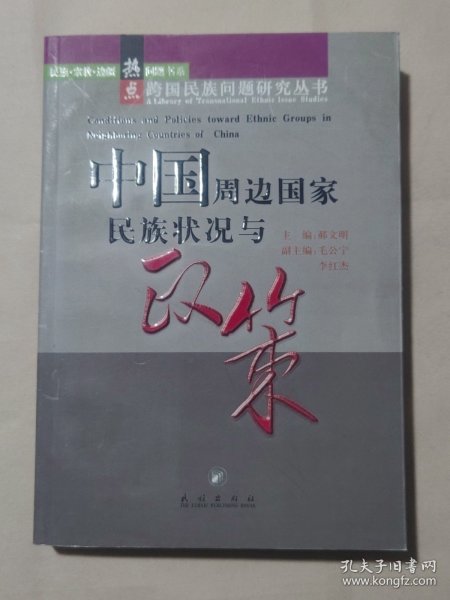 民族·宗教·边疆 热点 问题书系
跨国民族问题研究丛书
A Library of Transnational Ethnic Issue Studies
Conditions and Policies toward Ethnic Groups in
Neighboring Countries of China
中国周边国家
民族状况与
政策
主 编:郝文明
副主编:毛公宁
李红杰
民族出版社
THE ETHNIC PUBLISHING HOUSE
孔夫子旧书网
www.kongfz.com